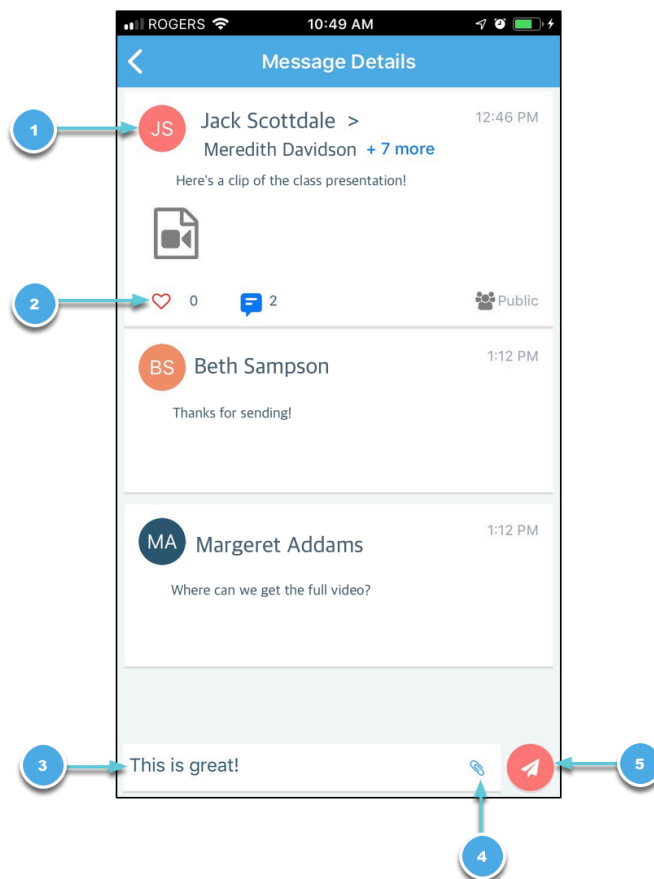 ROGERS 10:49 AM
Message Details
1
JS Jack Scottdale > 12:46 PM
Meredith Davidson + 7 more
Here's a clip of the class presentation!
2 0 2 Public
BS Beth Sampson 1:12 PM
Thanks for sending!
MA Margeret Addams 1:12 PM
Where can we get the full video?
3 This is great! 5
4